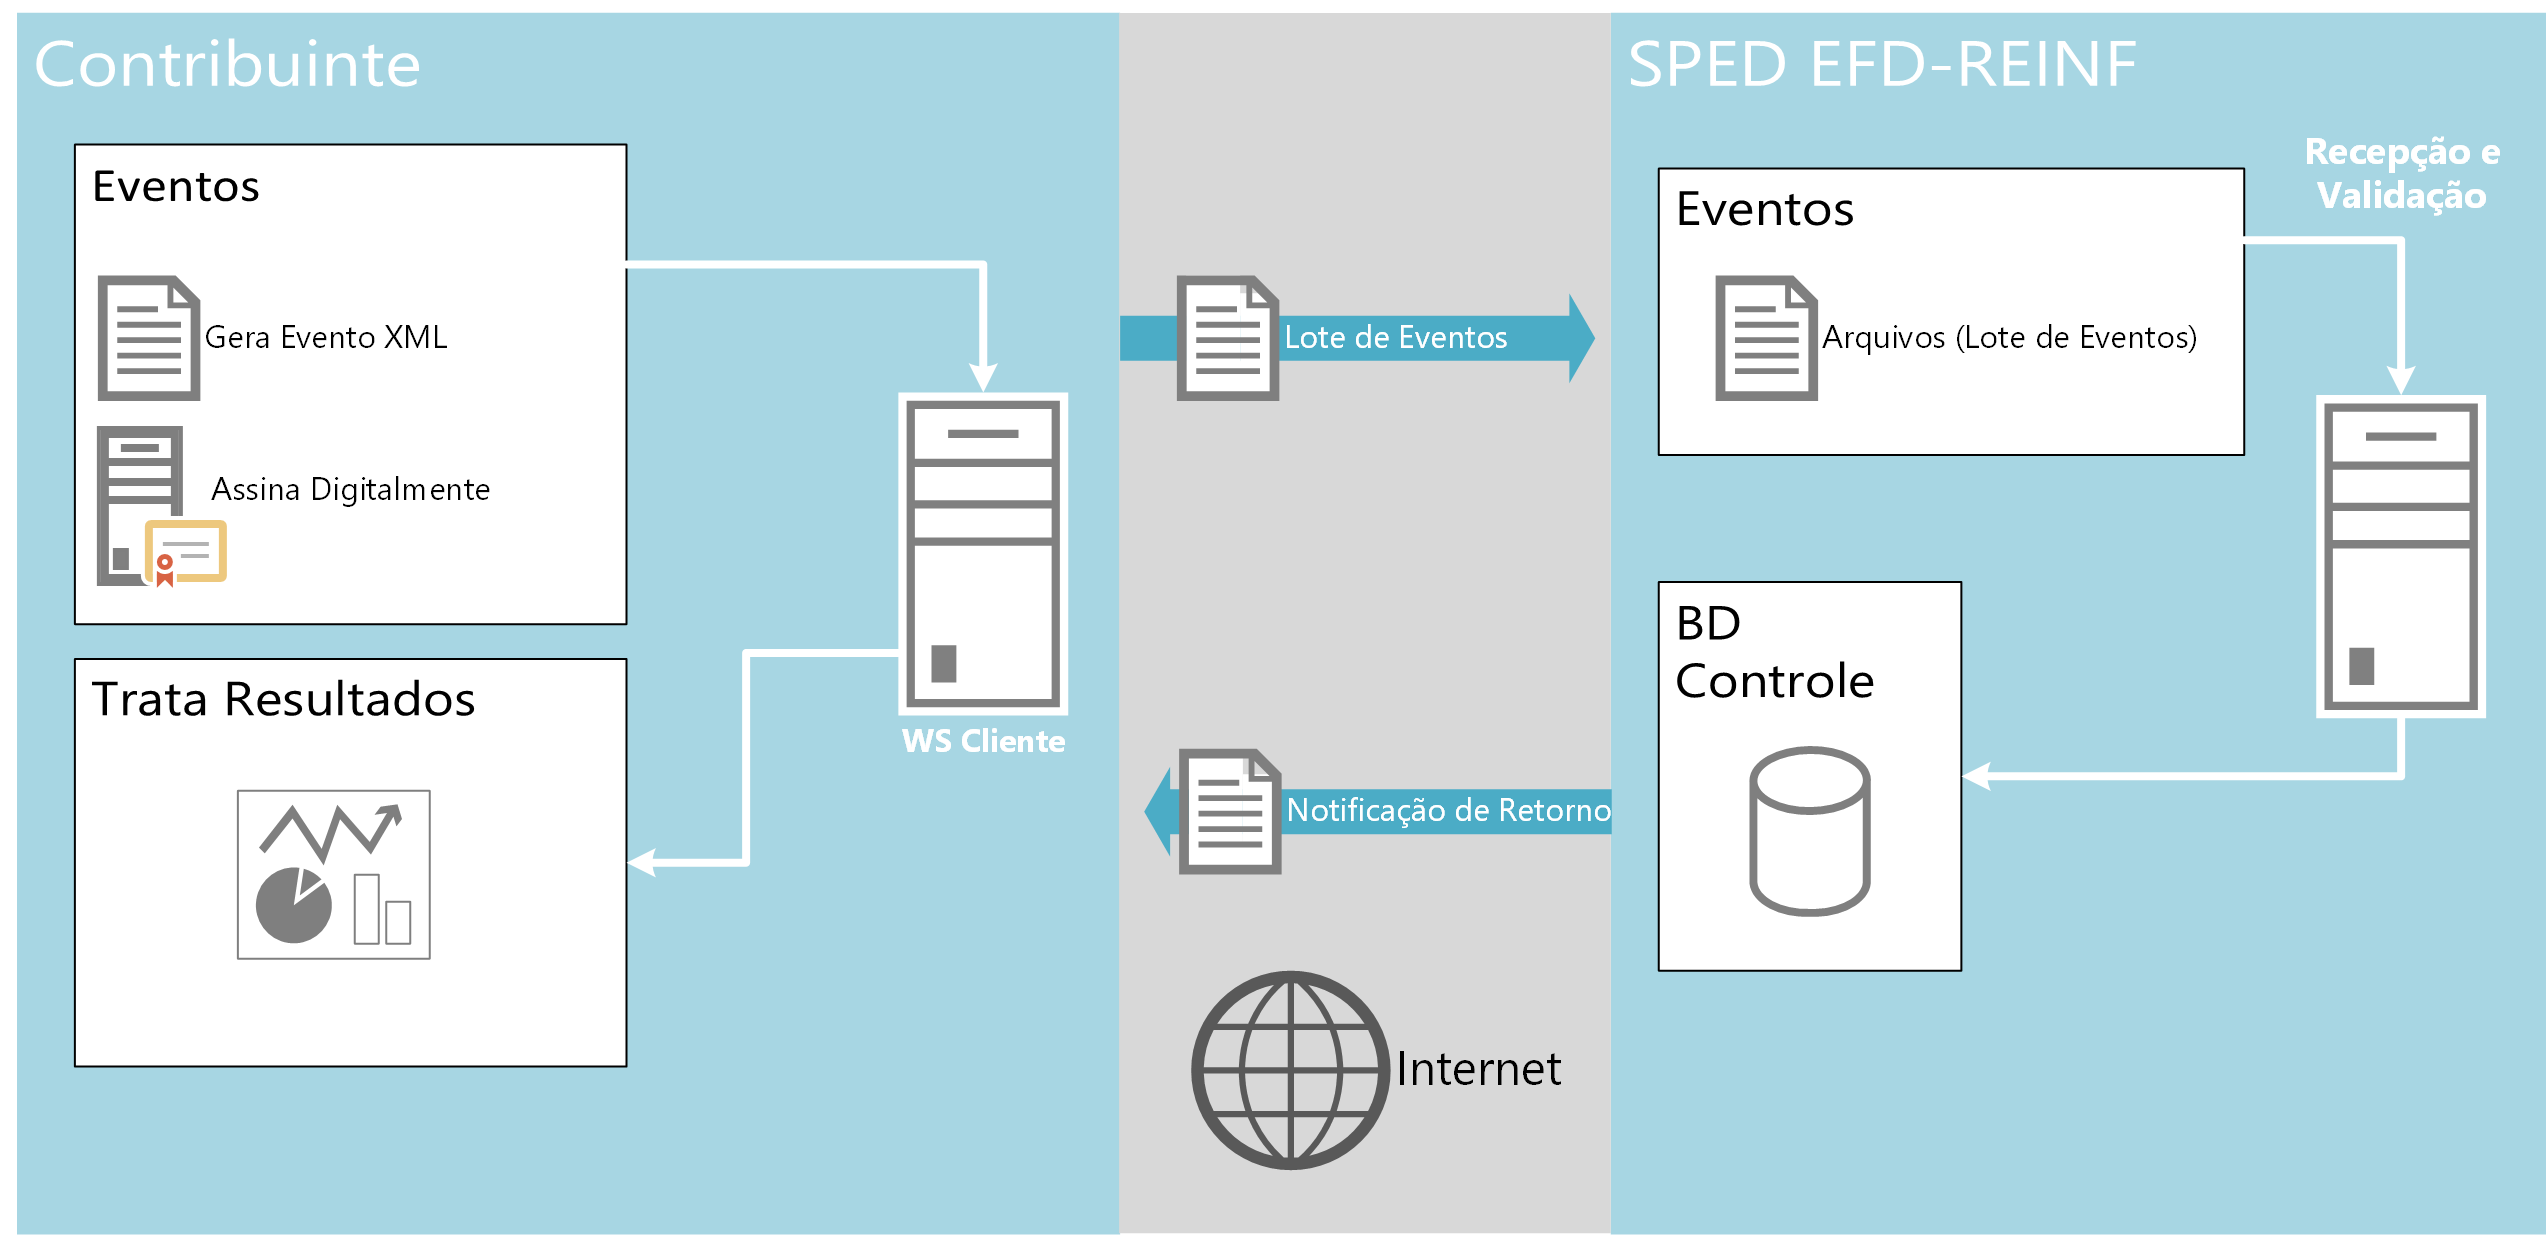 Contribuinte
Eventos
Gera Evento XML
Assina Digitalmente
Trata Resultados
WS Cliente
Lote de Eventos
Notificação de Retorno
Internet
SPED EFD-REINF
Recepção e
Validação
Eventos
Arquivos (Lote de Eventos)
BD
Controle